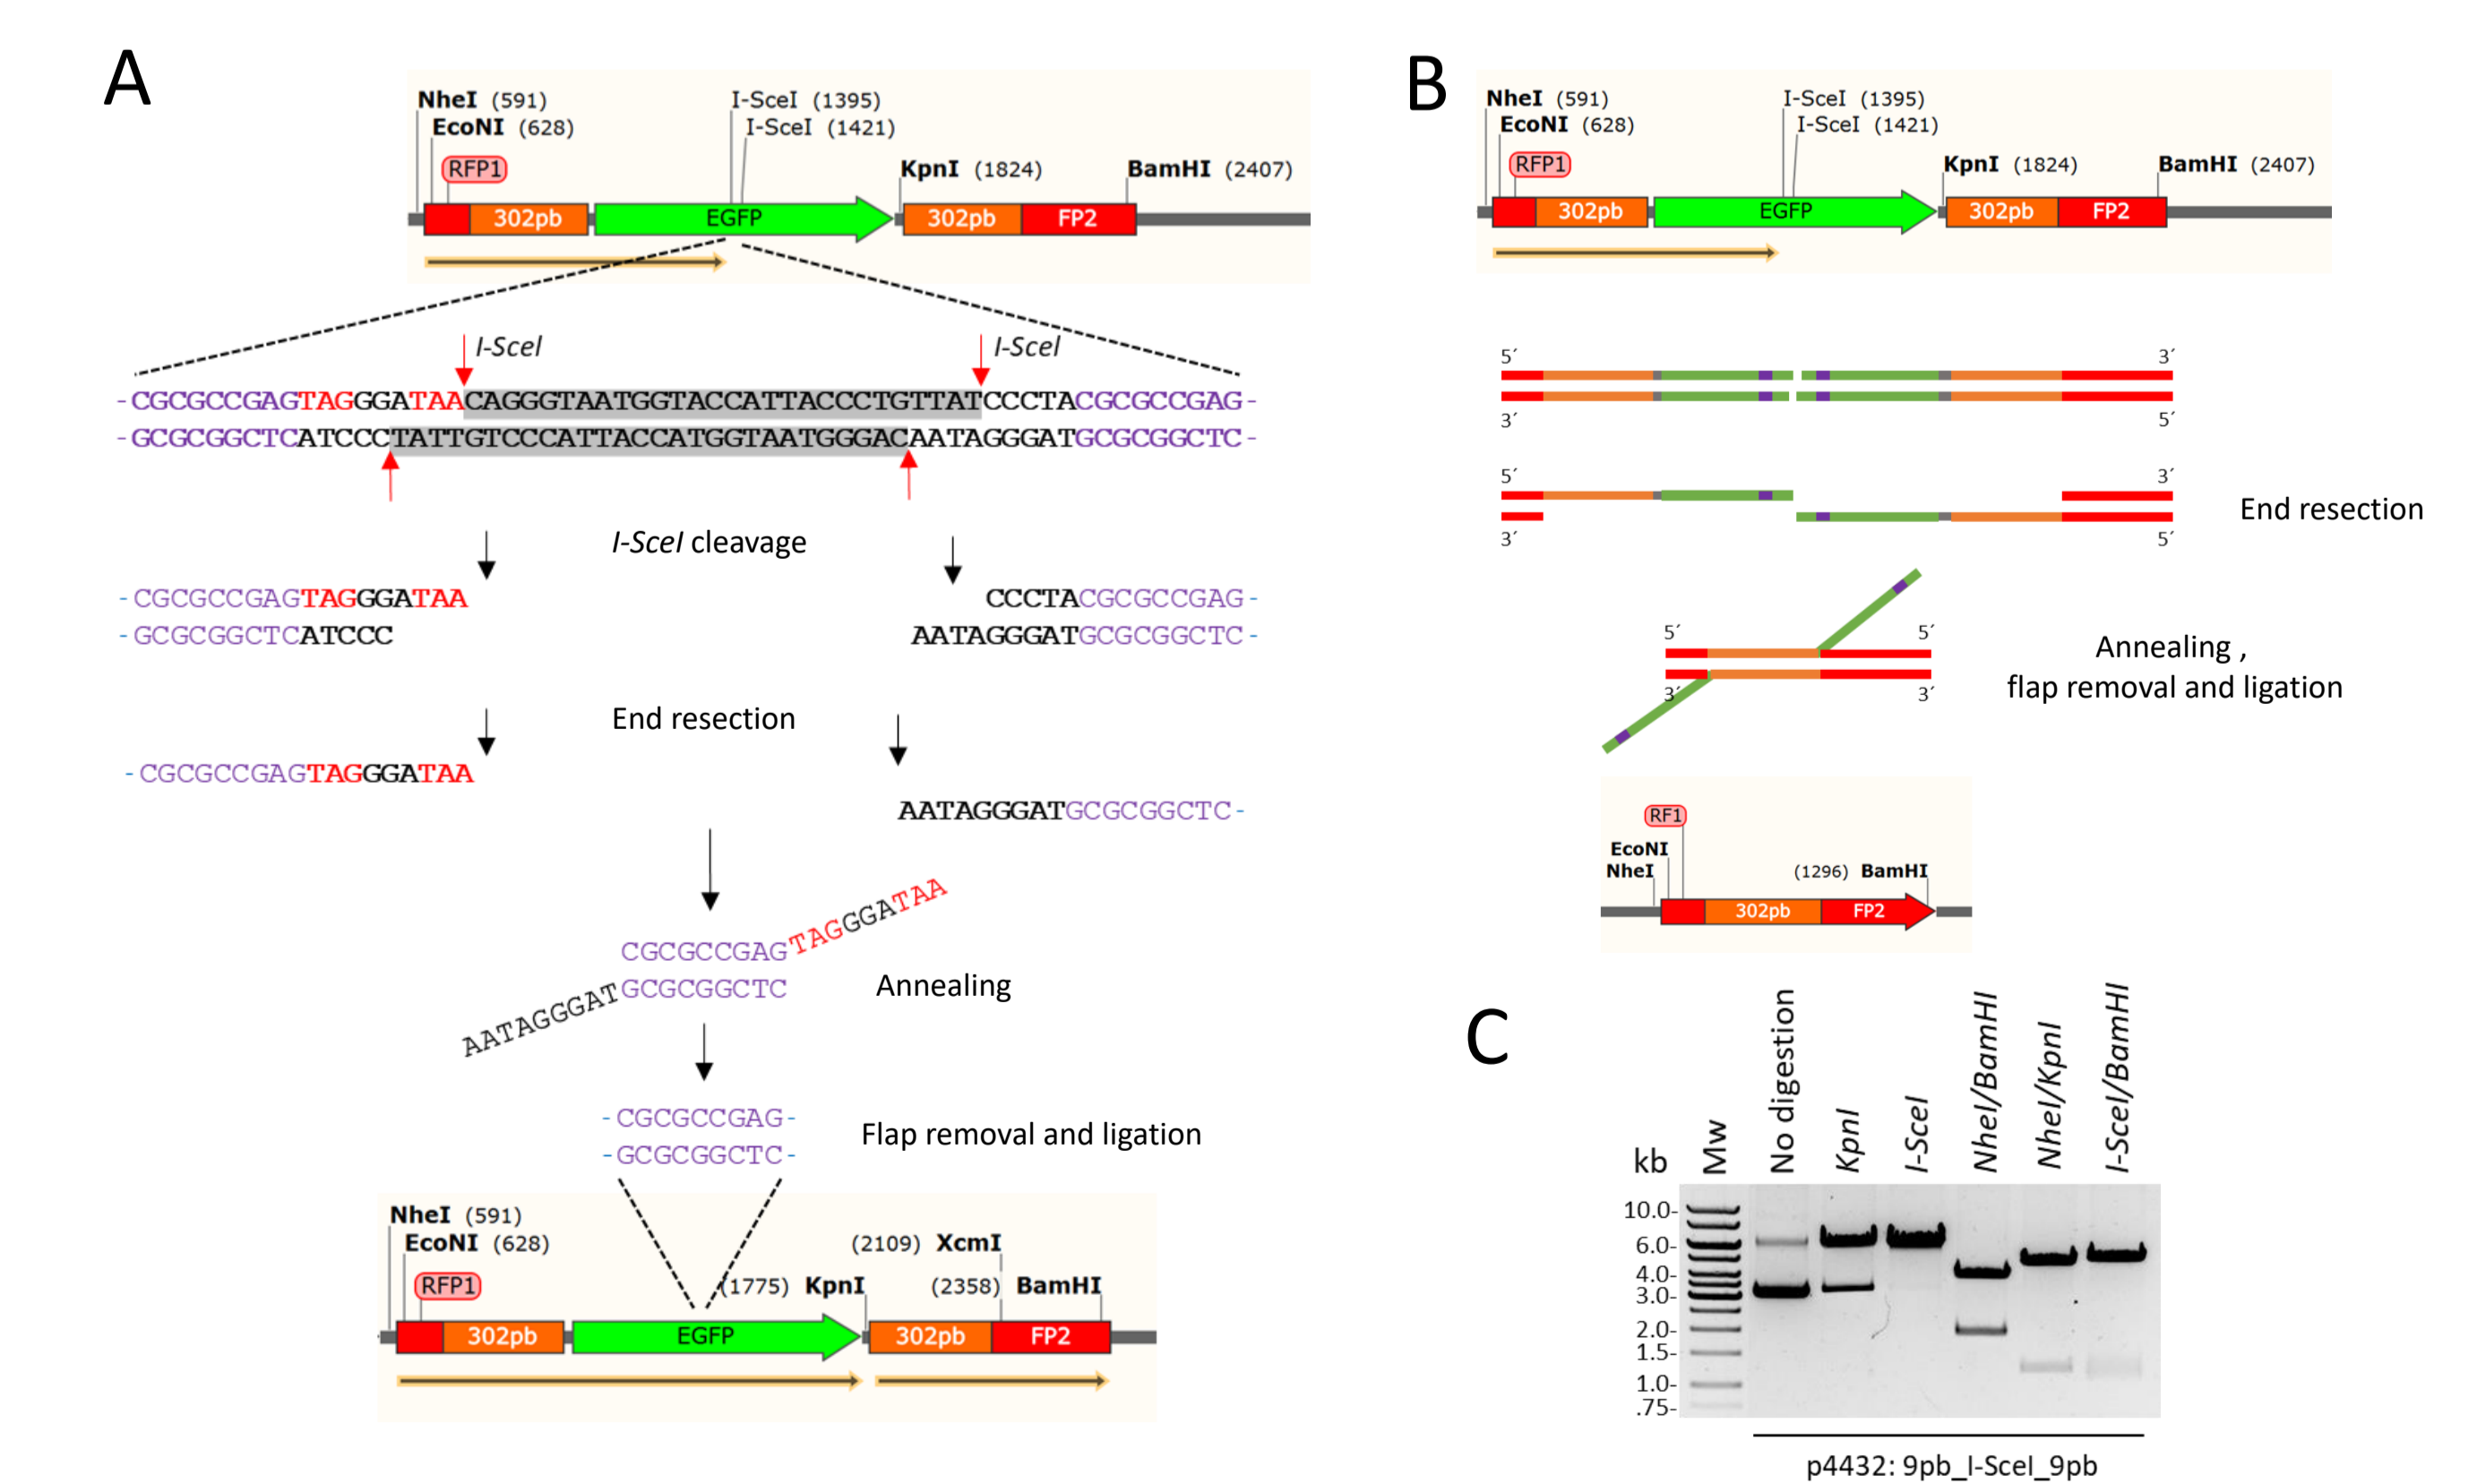 A
NheI (591)
EcoNI (628)
RFP1
I-SceI (1395)
I-SceI (1421)
KpnI (1824)
BamHI (2407)
302pb
EGFP
302pb
FP2
I-SceI
I-SceI
-CGCGCCGAGTAGGGATAACAGGGTAATGGTACCATTACCCTGTTATCCCTACGCGCCGAG-
-GCGCGGCTCATCCCTATTGTCCCATTACCATGGTAATGGGACAATAGGGATGCGCGGCTC-
I-SceI cleavage
-CGCGCCGAGTAGGGATAA
CCCTACGCGCCGAG-
-GCGCGGCTCATCCC
AATAGGGATGCGCGGCTC-
End resection
-CGCGCCGAGTAGGGATAA
AATAGGGATGCGCGGCTC-
CGCGCCGAGTAGGGATAA
AATAGGGATGCGCGGCTC
Annealing
-CGCGCCGAG-
-GCGCGGCTC-
Flap removal and ligation
NheI (591)
EcoNI (628)
RFP1
(2109) XcmI
(1775) KpnI
(2358) BamHI
302pb
EGFP
302pb
FP2
B
NheI (591)
EcoNI (628)
RFP1
I-SceI (1395)
I-SceI (1421)
KpnI (1824)
BamHI (2407)
302pb
EGFP
302pb
FP2
5´
3´
3´
5´
5´
3´
3´
5´
End resection
5´
5´
3´
3´
Annealing ,
flap removal and ligation
RF1
EcoNI
NheI
(1296) BamHI
302pb
FP2
C
kb
Mw
No digestion
KpnI
I-SceI
NheI/BamHI
NheI/KpnI
I-SceI/BamHI
10.0-
6.0-
4.0-
3.0-
2.0-
1.5-
1.0-
.75-
p4432: 9pb_I-SceI_9pb